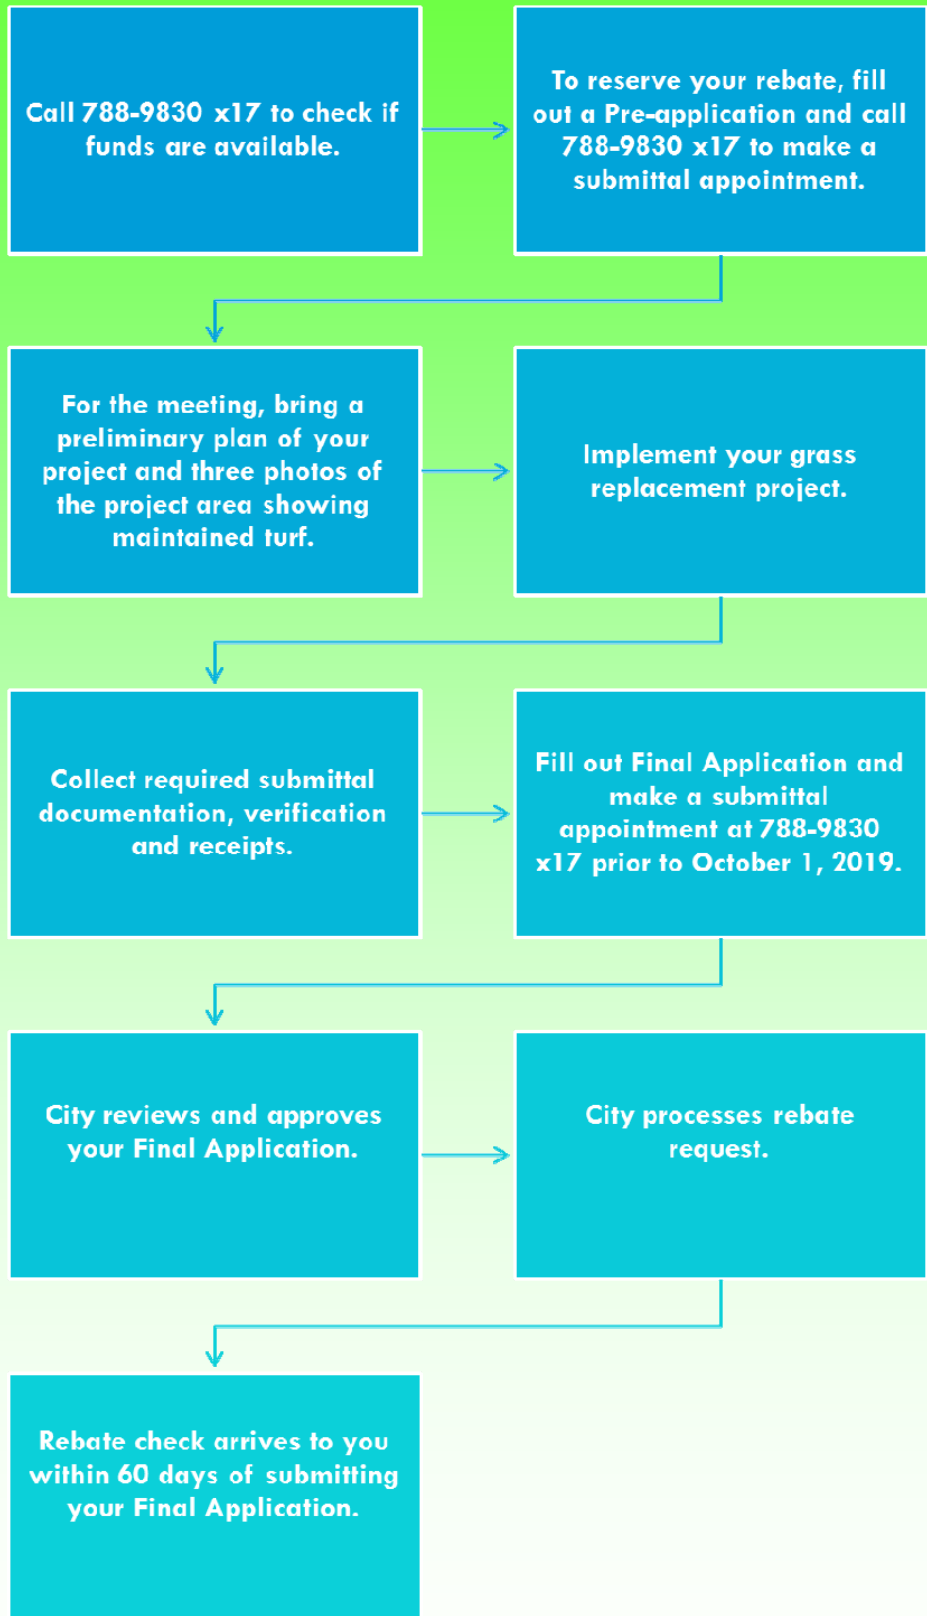 Call 788-9830 x17 to check if
funds are available.
To reserve your rebate, fill
out a Pre-application and call
788-9830 x17 to make a
submittal appointment.
For the meeting, bring a
preliminary plan of your
project and three photos of
the project area showing
maintained turf.
Implement your grass
replacement project.
Collect required submittal
documentation, verification
and receipts.
Fill out Final Application and
make a submittal
appointment at 788-9830
x17 prior to October 1, 2019.
City reviews and approves
your Final Application.
City processes rebate
request.
Rebate check arrives to you
within 60 days of submitting
your Final Application.